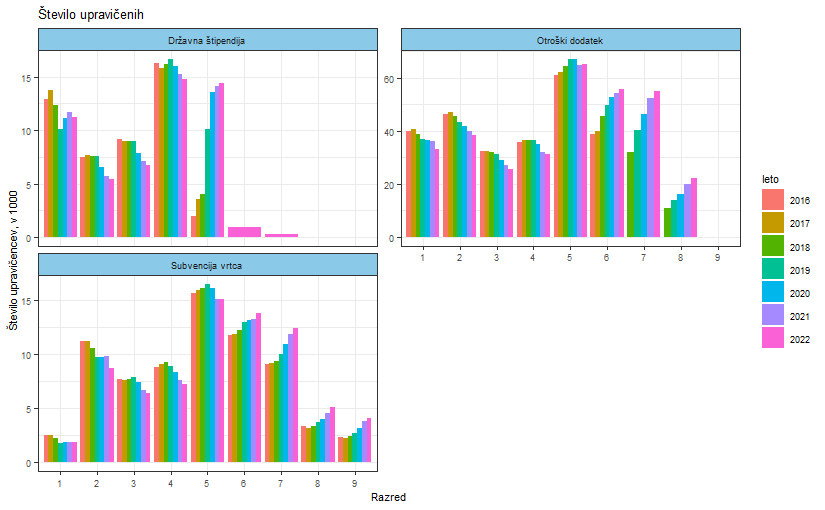 Število upravičenih
Državna štipendija
Otroški dodatek
15
10
5
0
60
40
20
0
1 2 3 4 5 6 7 8 9
Subvencija vrtca
15
10
5
0
1 2 3 4 5 6 7 8 9
Število upravičencev, v 1000
Razred
leto
2016
2017
2018
2019
2020
2021
2022